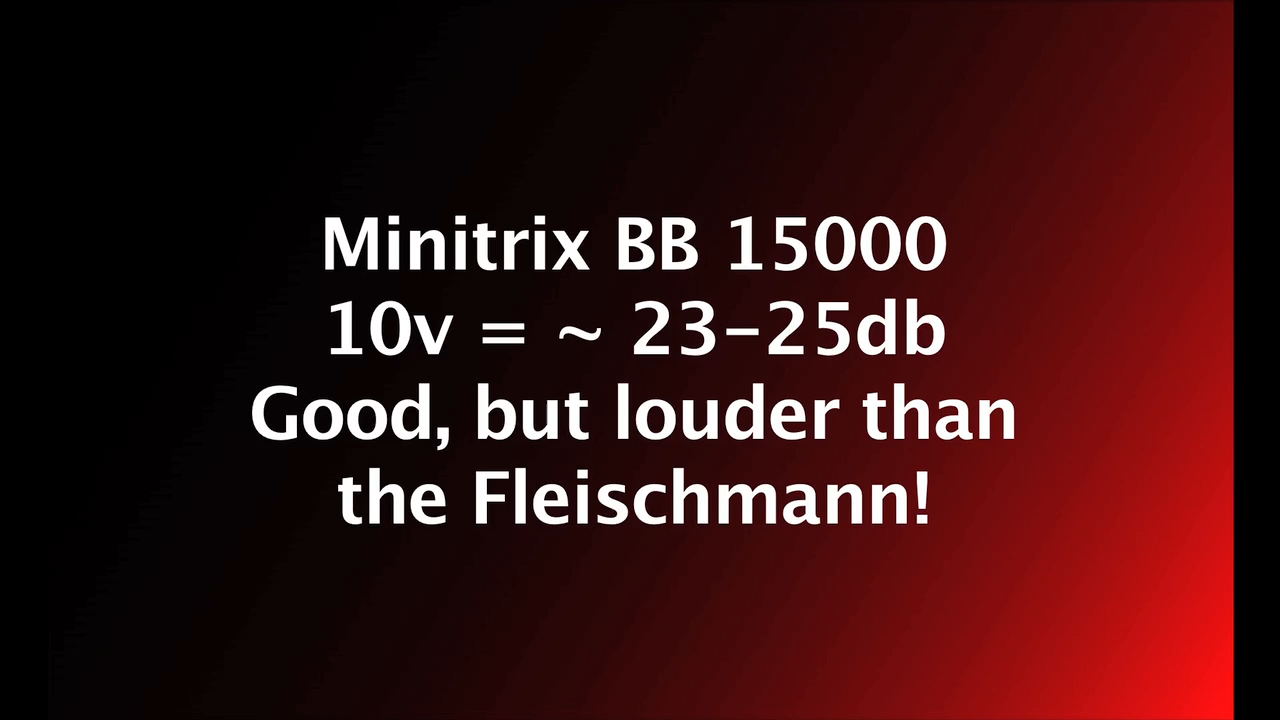 Minitrix BB 15000
10v = ~ 23-25db
Good, but louder than
the Fleischmann!